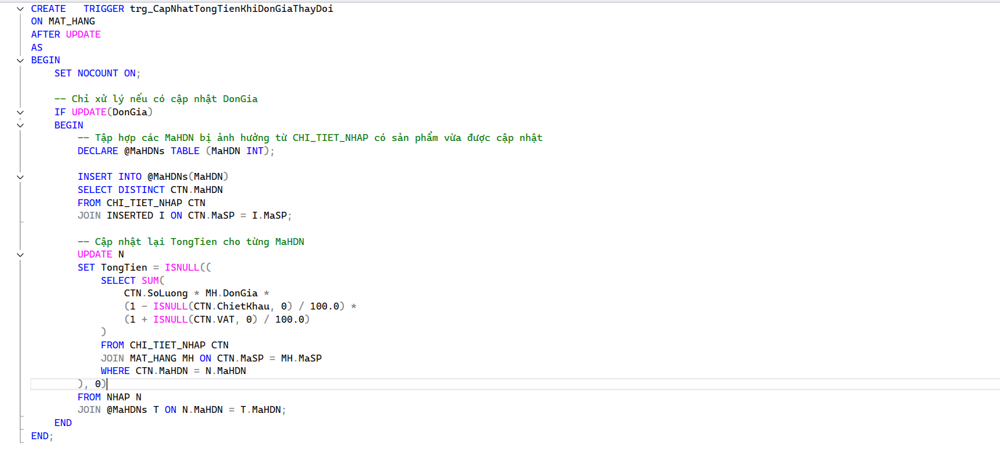 CREATE   TRIGGER trg_CapNhatTongTienKhiDonGiaThayDoi
ON MAT_HANG
AFTER UPDATE
AS
BEGIN
    SET NOCOUNT ON;

    -- Chỉ xử lý nếu có cập nhật DonGia
    IF UPDATE(DonGia)
    BEGIN
        -- Tập hợp các MaHDN bị ảnh hưởng từ CHI_TIET_NHAP có sản phẩm vừa được cập nhật
        DECLARE @MaHDNs TABLE (MaHDN INT);

        INSERT INTO @MaHDNs(MaHDN)
        SELECT DISTINCT CTN.MaHDN
        FROM CHI_TIET_NHAP CTN
        JOIN INSERTED I ON CTN.MaSP = I.MaSP;

        -- Cập nhật lại TongTien cho từng MaHDN
        UPDATE N
        SET TongTien = ISNULL((
            SELECT SUM(
                CTN.SoLuong * MH.DonGia *
                (1 - ISNULL(CTN.ChietKhau, 0) / 100.0) *
                (1 + ISNULL(CTN.VAT, 0) / 100.0)
            )
            FROM CHI_TIET_NHAP CTN
            JOIN MAT_HANG MH ON CTN.MaSP = MH.MaSP
            WHERE CTN.MaHDN = N.MaHDN
        ), 0)
        FROM NHAP N
        JOIN @MaHDNs T ON N.MaHDN = T.MaHDN;
    END
END;